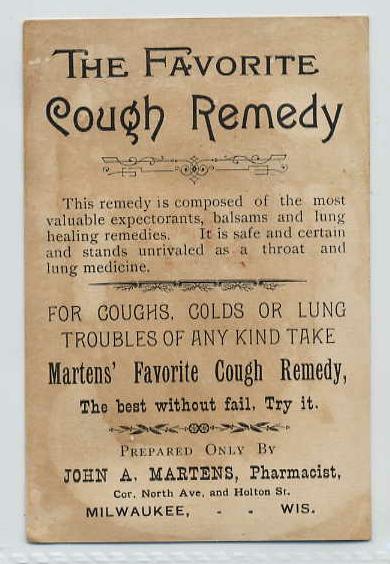 THE FAVORITE
Cough Remedy
This remedy is composed of the most
valuable expectorants, balsams and lung
healing remedies. It is safe and certain
and stands unrivaled as a throat and
lung medicine.
FOR COUGHS, COLDS OR LUNG
TROUBLES OF ANY KIND TAKE
Martens' Favorite Cough Remedy,
The best without fail. Try it.
PREPARED ONLY BY
JOHN A. MARTENS, Pharmacist,
Cor. North Ave. and Holton St.
MILWAUKEE, - - WIS.